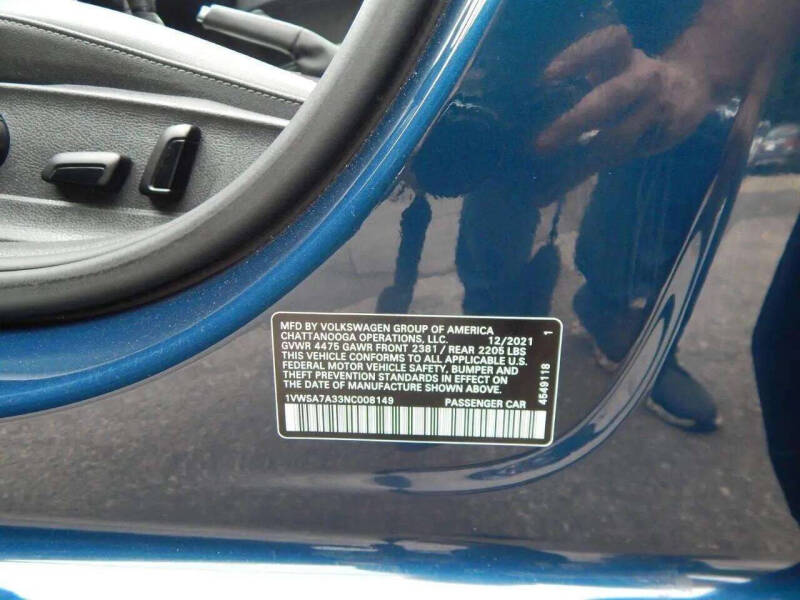 MFD BY VOLKSWAGEN GROUP OF AMERICA
CHATTANOOGA OPERATIONS, LLC. 12/2021
GVWR 4475 GAWR FRONT 2381 / REAR 2205 LBS
THIS VEHICLE CONFORMS TO ALL APPLICABLE U.S.
FEDERAL MOTOR VEHICLE SAFETY, BUMPER AND
THEFT PREVENTION STANDARDS IN EFFECT ON
THE DATE OF MANUFACTURE SHOWN ABOVE.
1VWSA7A33NC008149 PASSENGER CAR
4549118 1